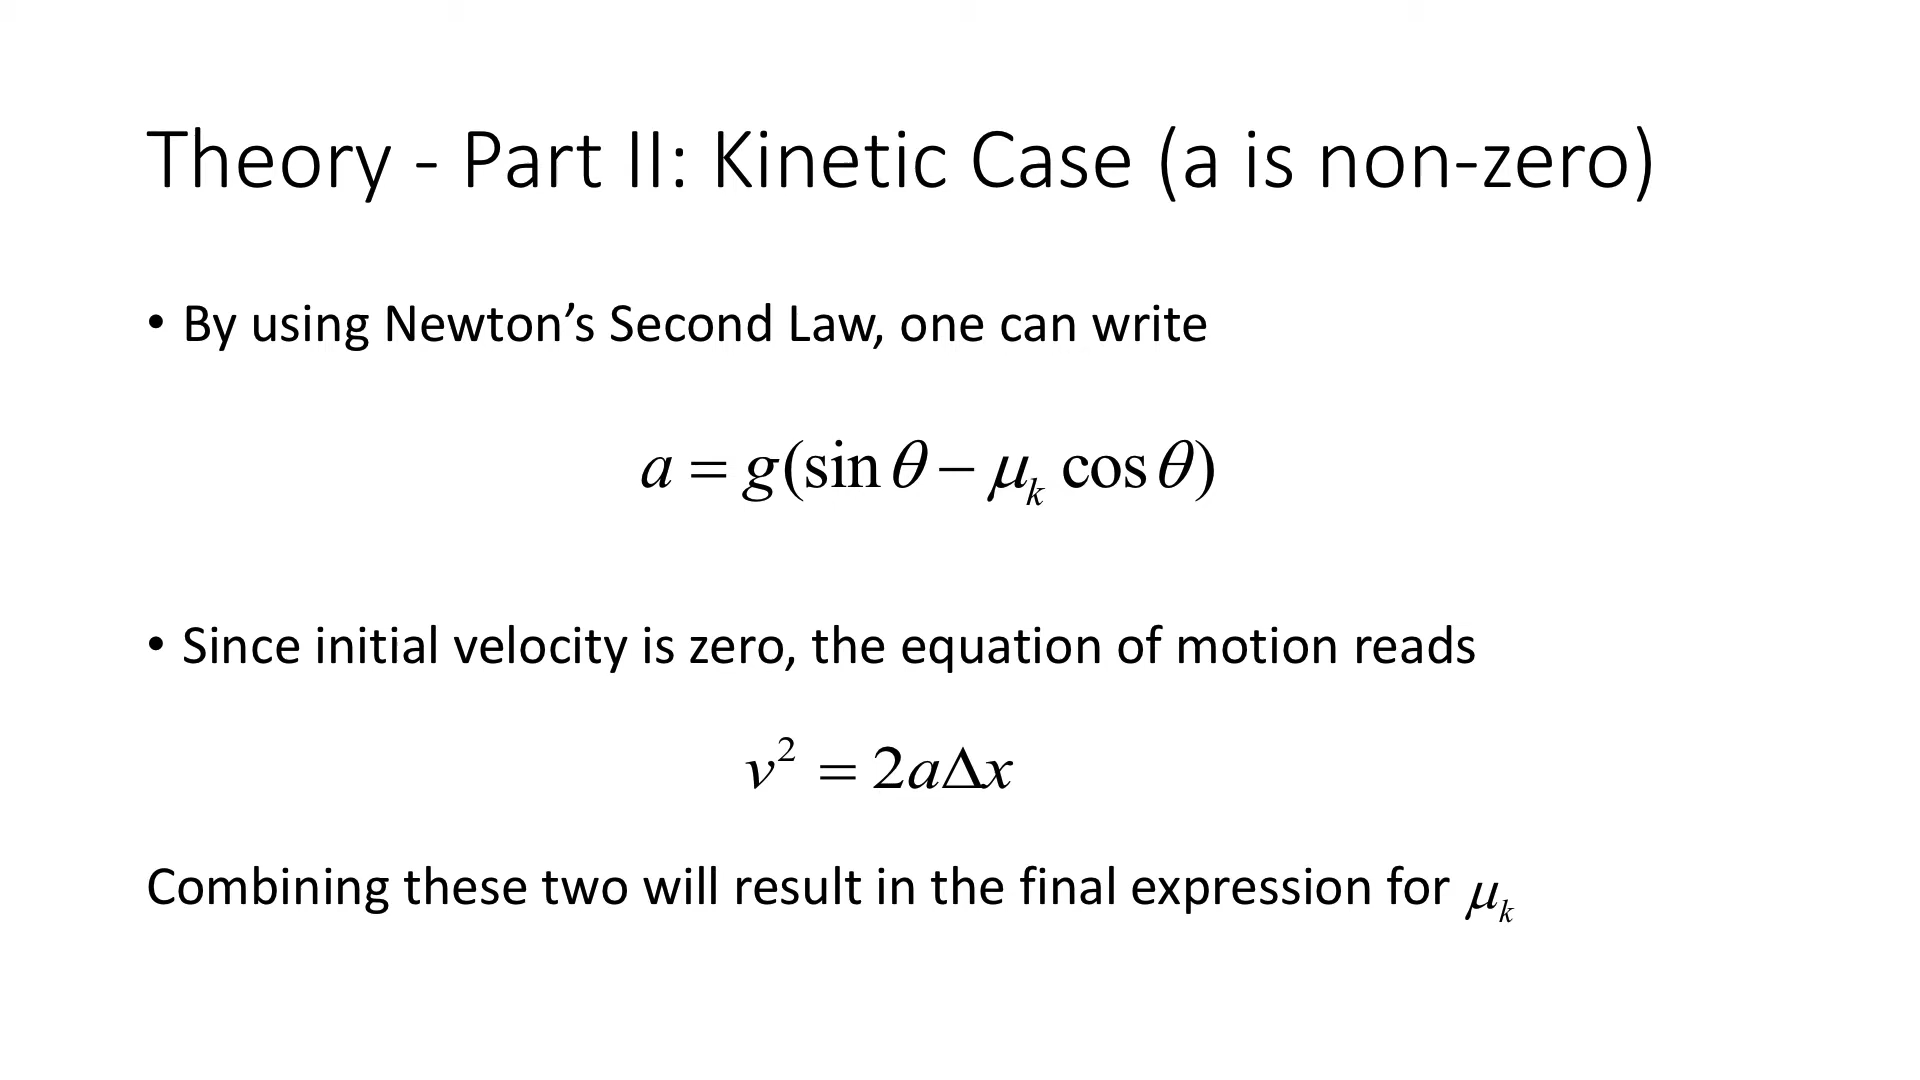 Theory - Part II: Kinetic Case (a is non-zero)
• By using Newton’s Second Law, one can write
a = g(sin θ − μₖ cos θ)
• Since initial velocity is zero, the equation of motion reads
v² = 2aΔx
Combining these two will result in the final expression for μₖ